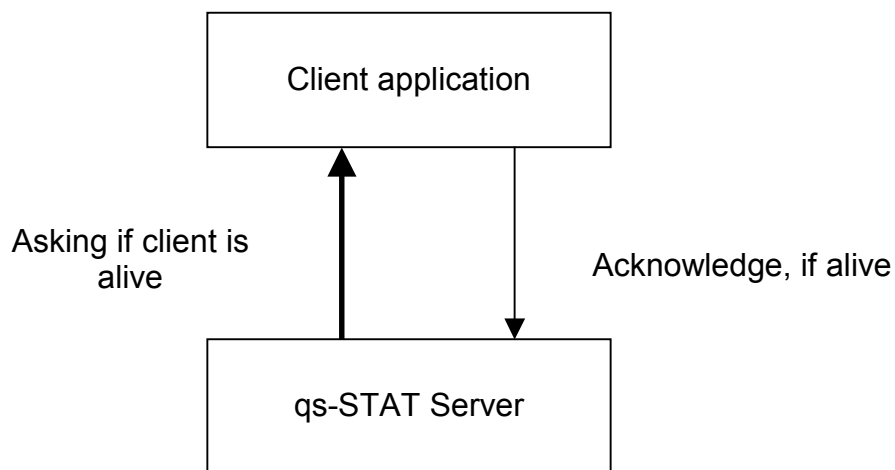 Client application
Asking if client is
alive
Acknowledge, if alive
qs-STAT Server